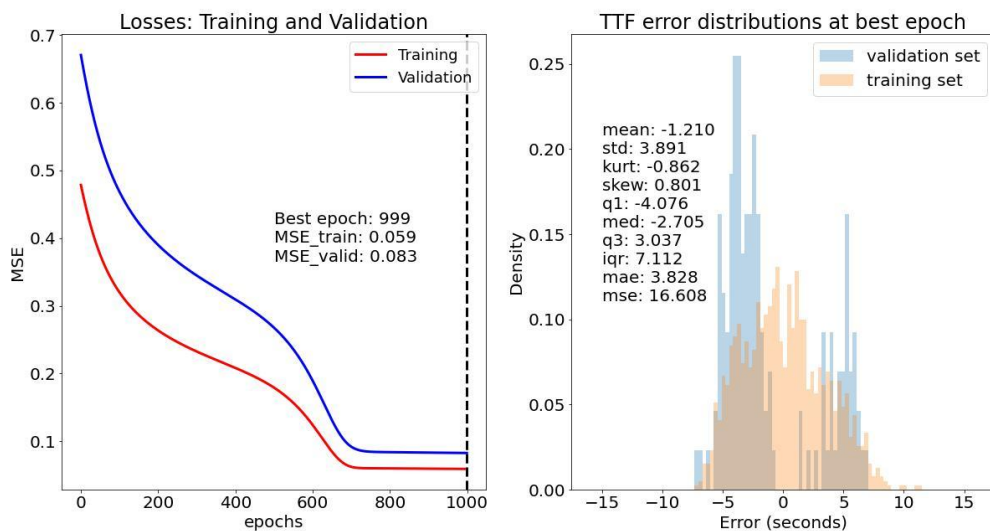 Losses: Training and Validation
Training
Validation
Best epoch: 999
MSE_train: 0.059
MSE_valid: 0.083
MSE
0.7
0.6
0.5
0.4
0.3
0.2
0.1
0 200 400 600 800 1000
epochs
TTF error distributions at best epoch
validation set
training set
mean: -1.210
std: 3.891
kurt: -0.862
skew: 0.801
q1: -4.076
med: -2.705
q3: 3.037
iqr: 7.112
mae: 3.828
mse: 16.608
Density
0.25
0.20
0.15
0.10
0.05
0.00
−15 −10 −5 0 5 10 15
Error (seconds)